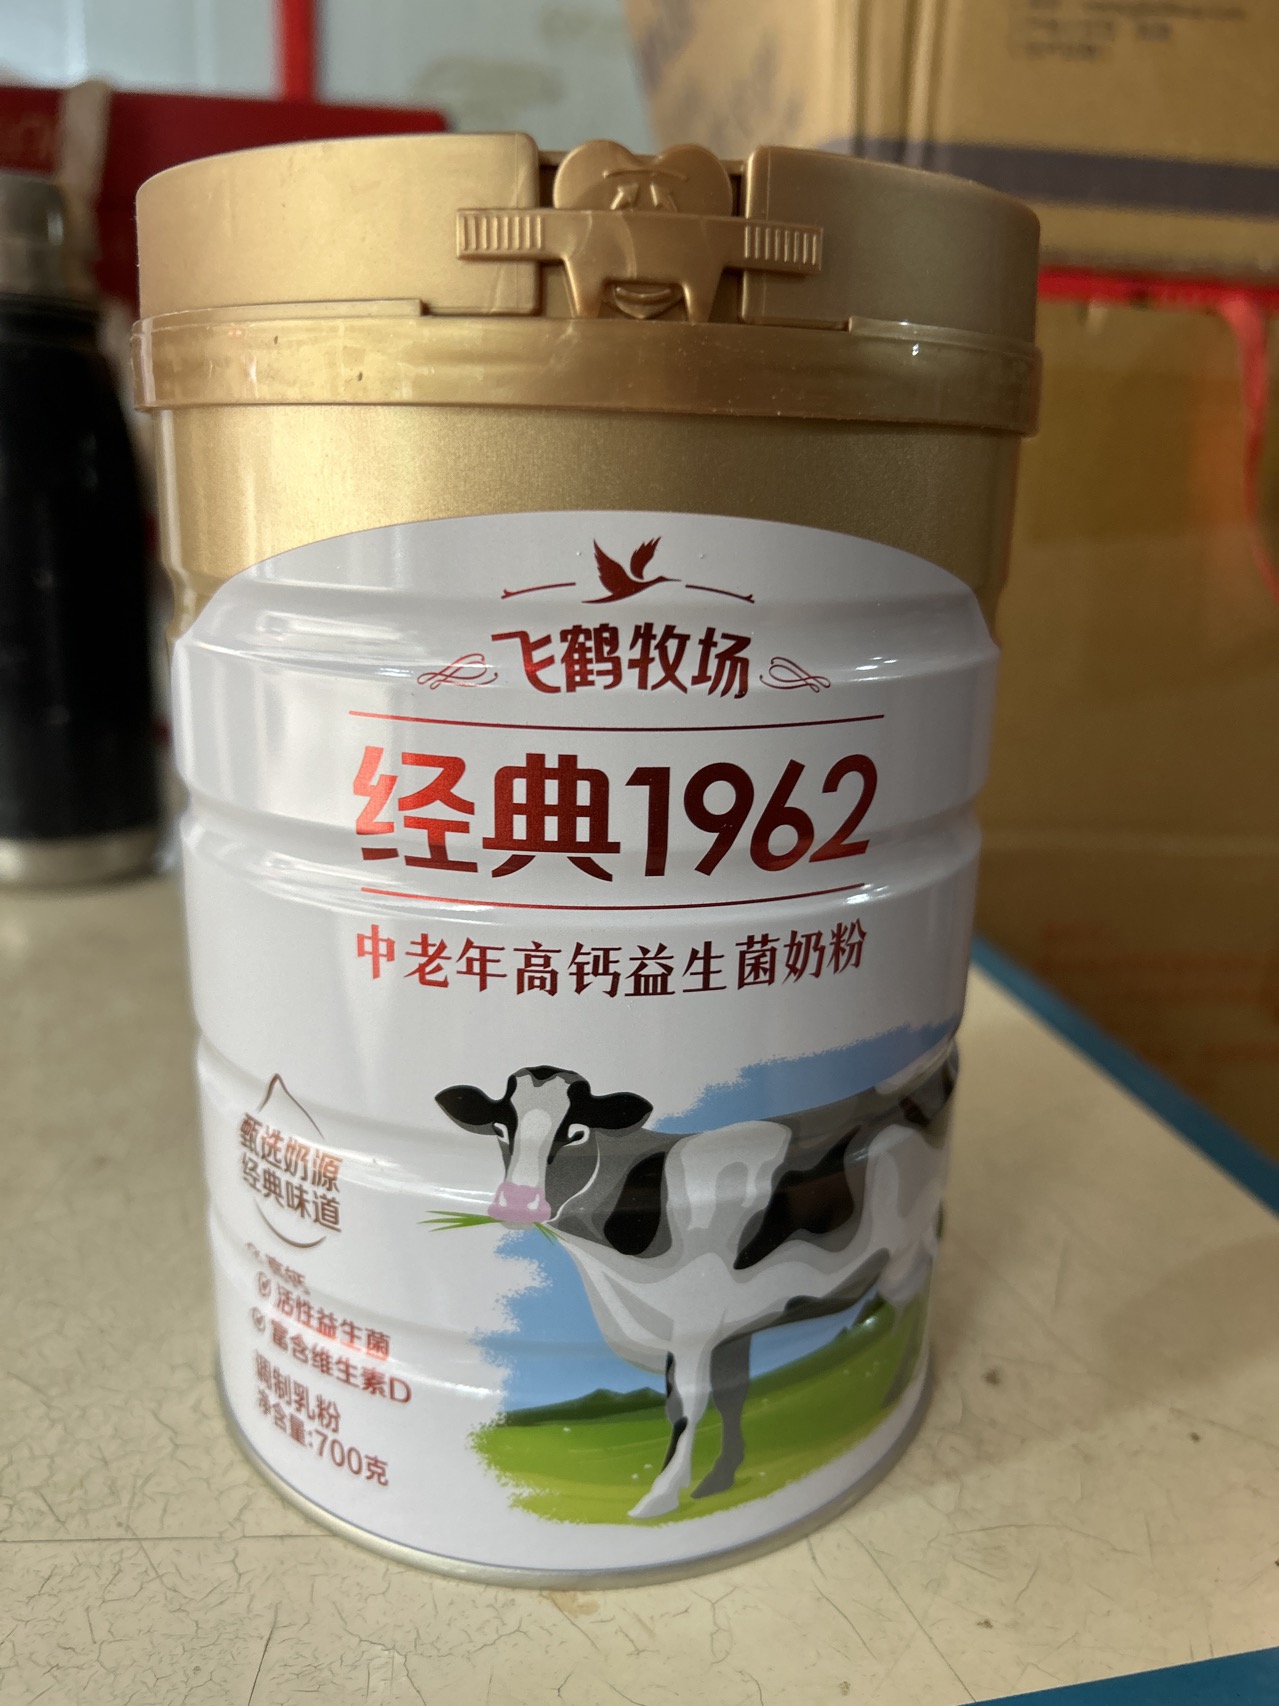 飞鹤牧场
经典1962
中老年高钙益生菌奶粉
甄选奶源
经典味道
高钙
活性益生菌
富含维生素D
调制乳粉
净含量:700克